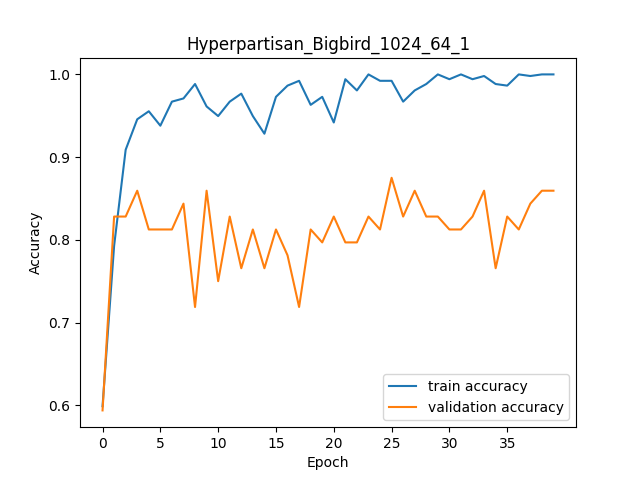 Hyperpartisan_Bigbird_1024_64_1
1.0
0.9
0.8
0.7
0.6
Accuracy
train accuracy
validation accuracy
0 5 10 15 20 25 30 35
Epoch